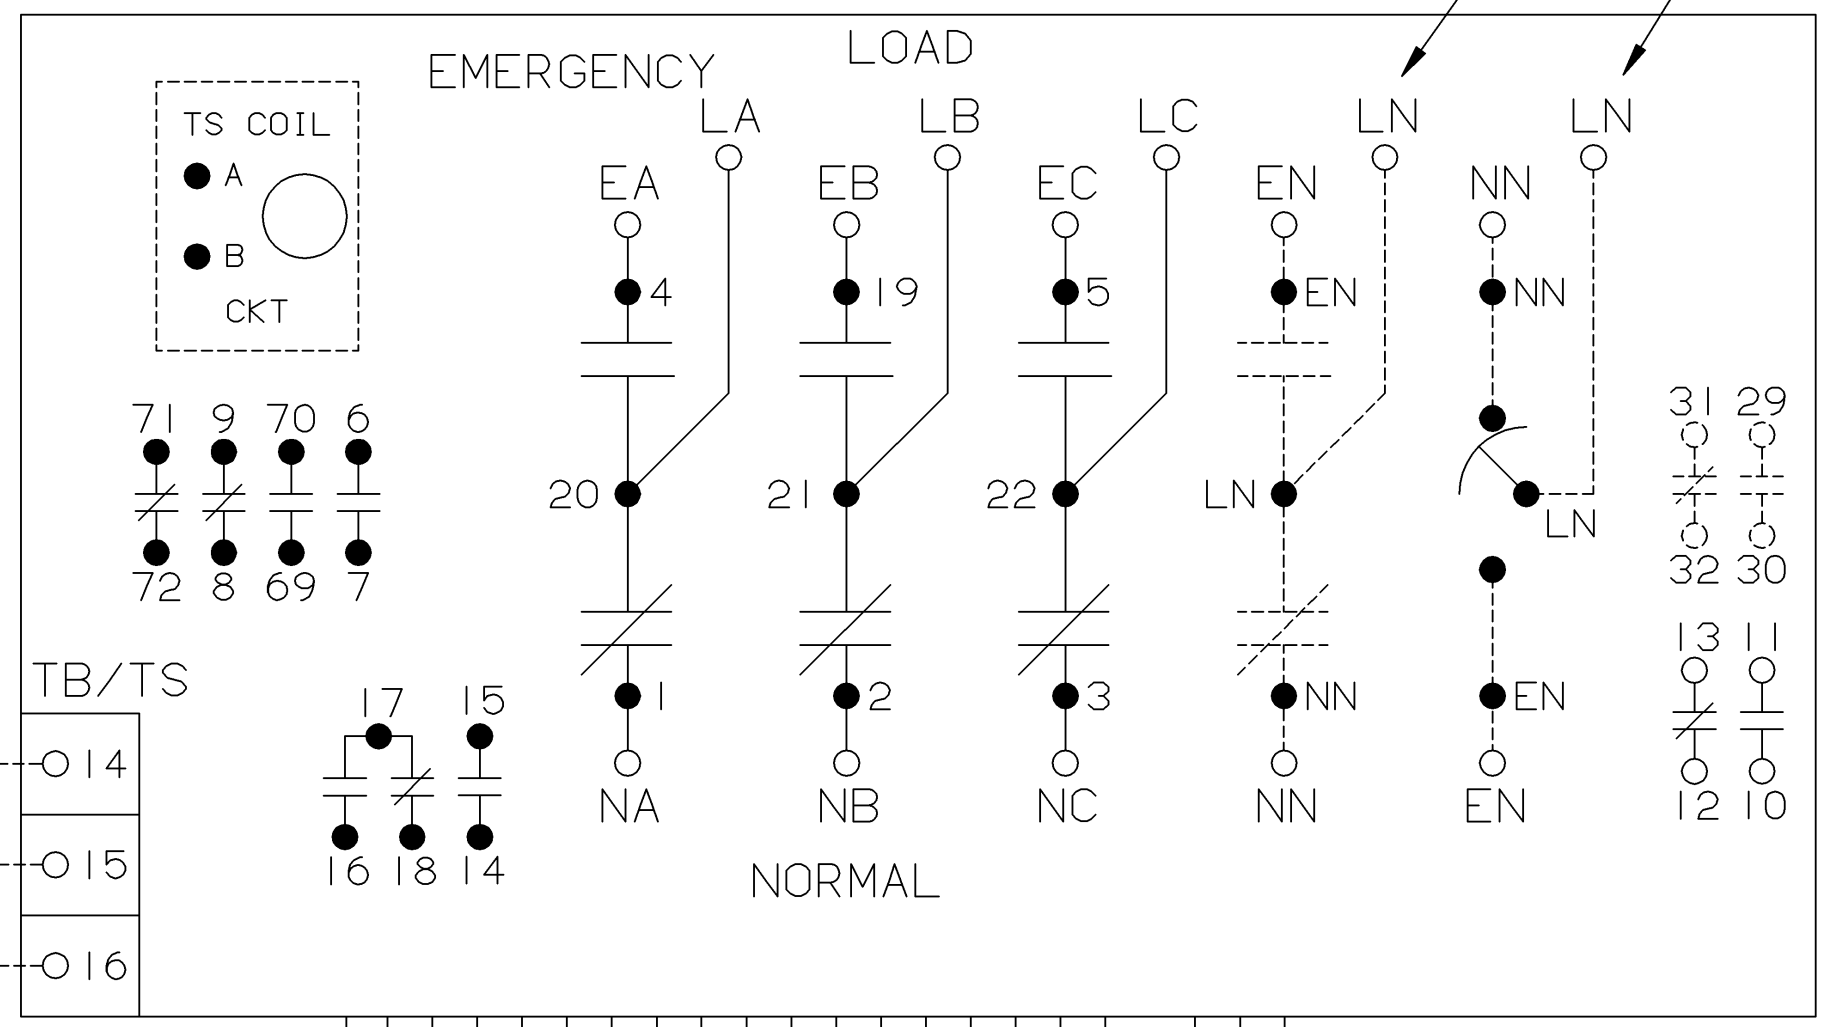 LOAD
EMERGENCY
LA LB LC LN LN
TS COIL
A
B
CKT
EA EB EC EN NN
4 19 5 EN NN
71 9 70 6
31 29
20 21 22 LN LN
72 8 69 7
32 30
13 11
TB/TS
17 15
1 2 3 NN EN
14
NA NB NC NN EN
12 10
15
16 18 14
NORMAL
16